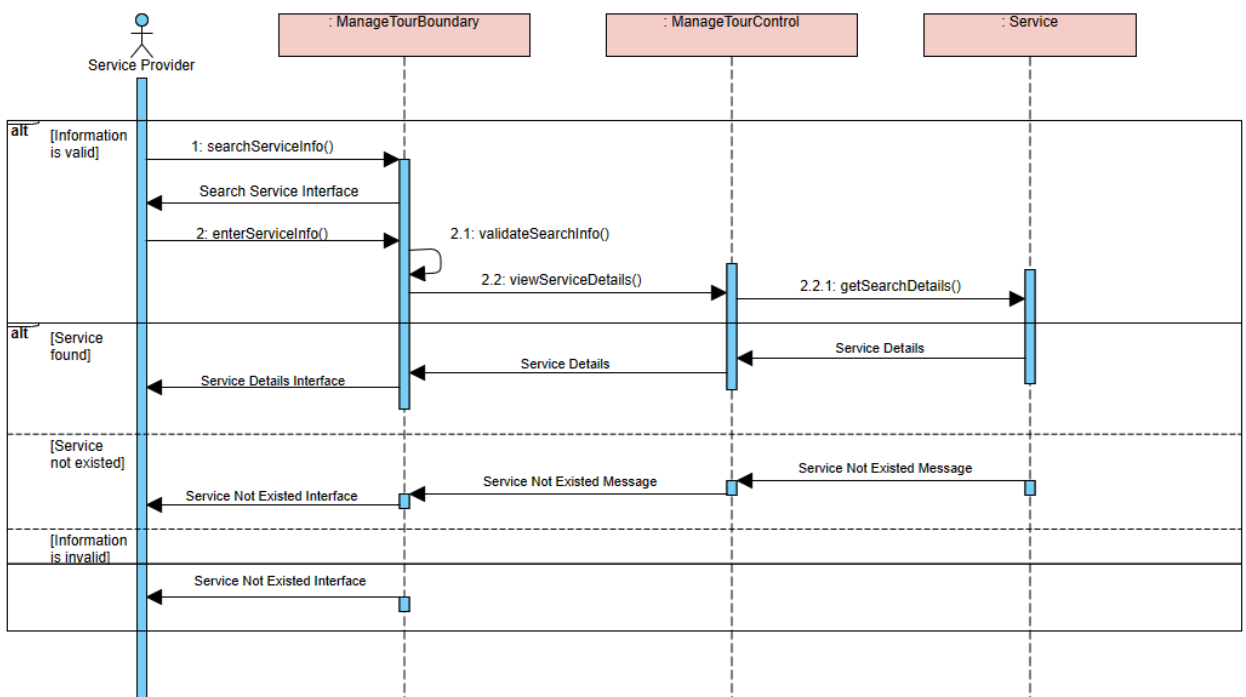 : ManageTourBoundary
: ManageTourControl
: Service
Service Provider
alt
[Information
is valid]
1: searchServiceInfo()
Search Service Interface
2: enterServiceInfo()
2.1: validateSearchInfo()
2.2: viewServiceDetails()
2.2.1: getSearchDetails()
alt
[Service
found]
Service Details
Service Details
Service Details Interface
[Service
not existed]
Service Not Existed Message
Service Not Existed Message
Service Not Existed Interface
[Information
is invalid]
Service Not Existed Interface